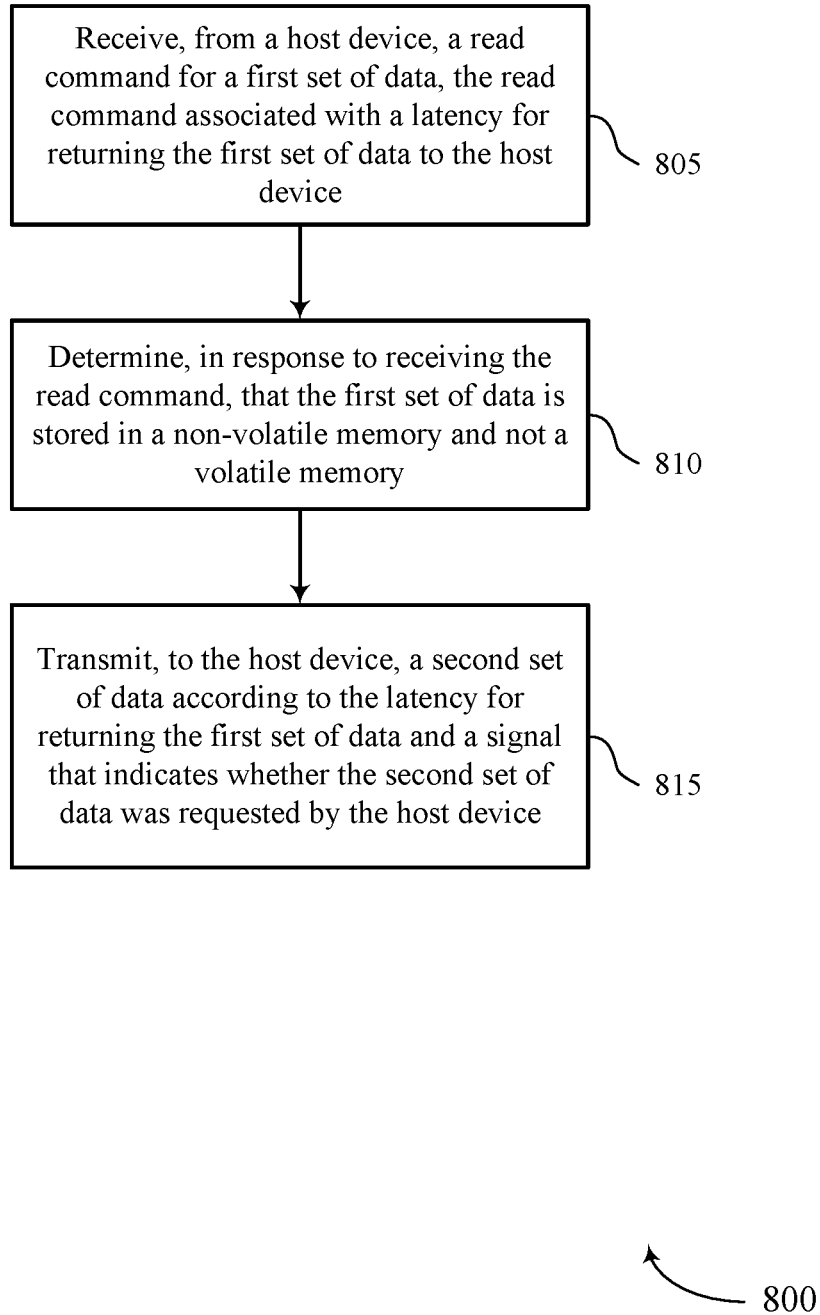 Receive, from a host device, a read
command for a first set of data, the read
command associated with a latency for
returning the first set of data to the host
device
805
Determine, in response to receiving the
read command, that the first set of data is
stored in a non-volatile memory and not a
volatile memory
810
Transmit, to the host device, a second set
of data according to the latency for
returning the first set of data and a signal
that indicates whether the second set of
data was requested by the host device
815
800